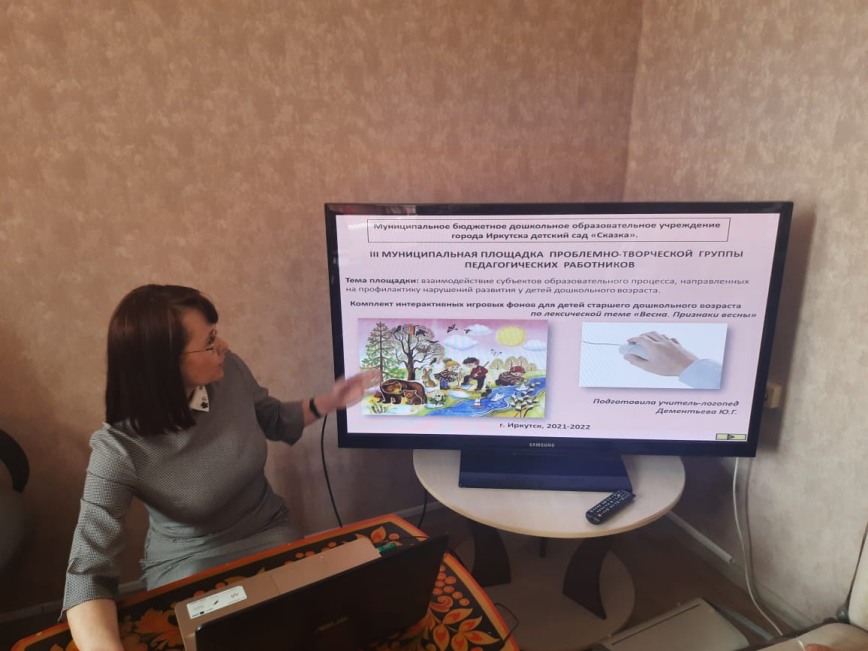 Муниципальное бюджетное дошкольное образовательное учреждение
города Иркутска детский сад «Сказка».
III МУНИЦИПАЛЬНАЯ ПЛОЩАДКА ПРОБЛЕМНО-ТВОРЧЕСКОЙ ГРУППЫ
ПЕДАГОГИЧЕСКИХ РАБОТНИКОВ
Тема площадки: взаимодействие субъектов образовательного процесса, направленных
на профилактику нарушений развития у детей дошкольного возраста.
Комплект интерактивных игровых фонов для детей старшего дошкольного возраста
по лексической теме «Весна. Признаки весны»
Подготовила учитель-логопед
Дементьева Ю.Г.
г. Иркутск, 2021-2022
SAMSUNG
ASUS